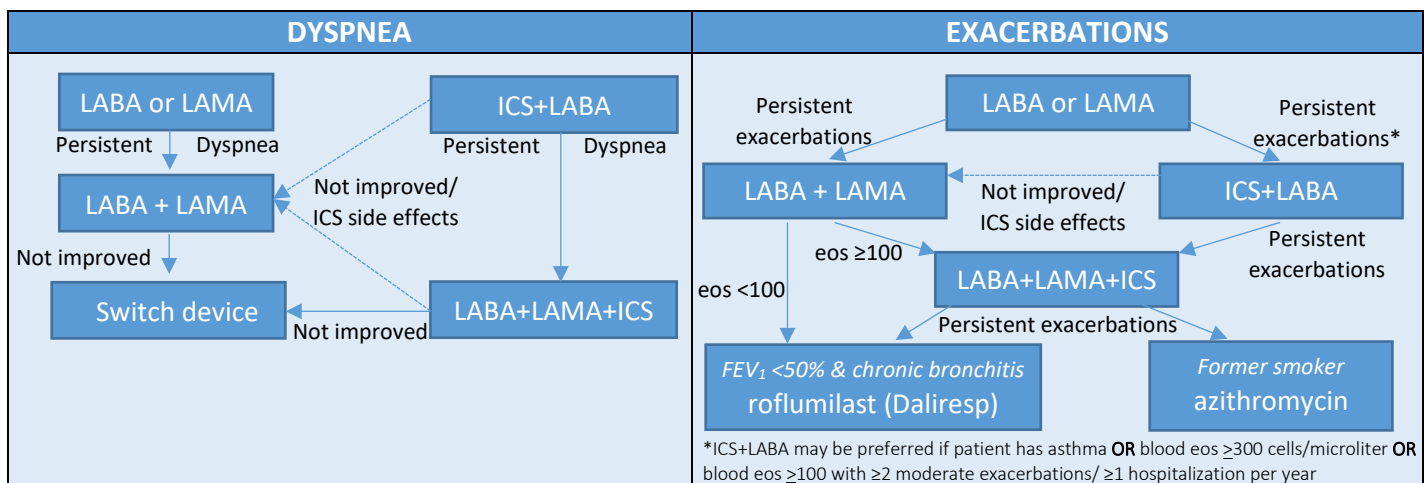 DYSPNEA
LABA or LAMA
Persistent
Dyspnea
LABA + LAMA
Not improved
Switch device
ICS+LABA
Persistent
Dyspnea
Not improved/
ICS side effects
LABA+LAMA+ICS
Not improved
EXACERBATIONS
LABA or LAMA
Persistent
exacerbations
Persistent
exacerbations*
LABA + LAMA
Not improved/
ICS side effects
ICS+LABA
eos ≥100
Persistent
exacerbations
eos <100
LABA+LAMA+ICS
Persistent exacerbations
FEV₁ <50% & chronic bronchitis
roflumilast (Daliresp)
Former smoker
azithromycin
*ICS+LABA may be preferred if patient has asthma OR blood eos ≥300 cells/microliter OR
blood eos ≥100 with ≥2 moderate exacerbations/ ≥1 hospitalization per year